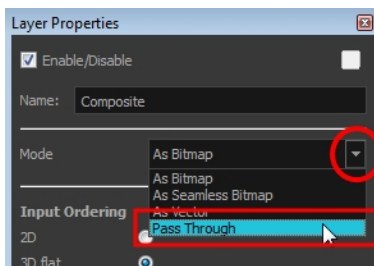 Layer Properties
Enable/Disable
Name: Composite
Mode As Bitmap
As Bitmap
As Seamless Bitmap
As Vector
Pass Through
Input Ordering
2D
3D flat